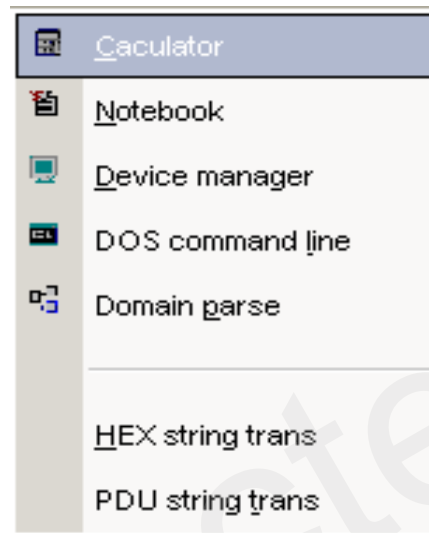 Caculator
Notebook
Device manager
DOS command line
Domain parse
HEX string trans
PDU string trans